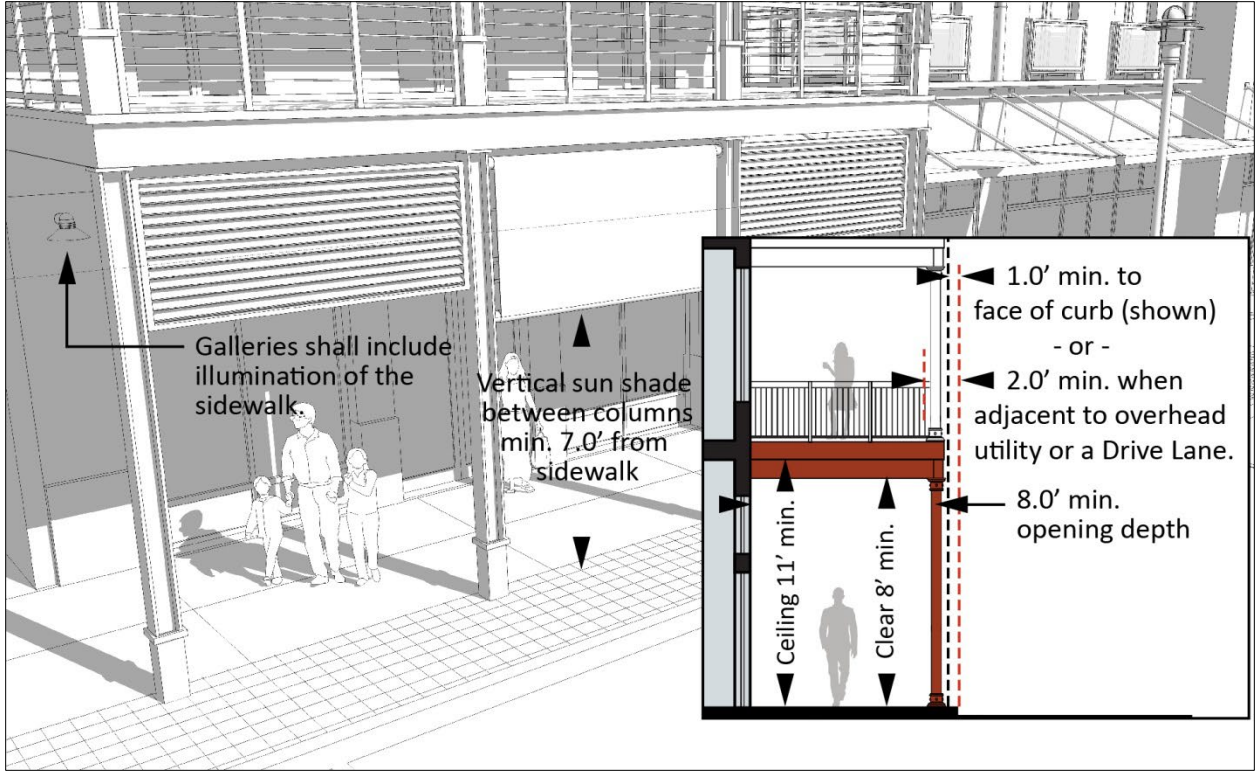 Galleries shall include
illumination of the
sidewalk.
Vertical sun shade
between columns
min. 7.0’ from
sidewalk
1.0’ min. to
face of curb (shown)
- or -
2.0’ min. when
adjacent to overhead
utility or a Drive Lane.
8.0’ min.
opening depth
Ceiling 11’ min.
Clear 8’ min.